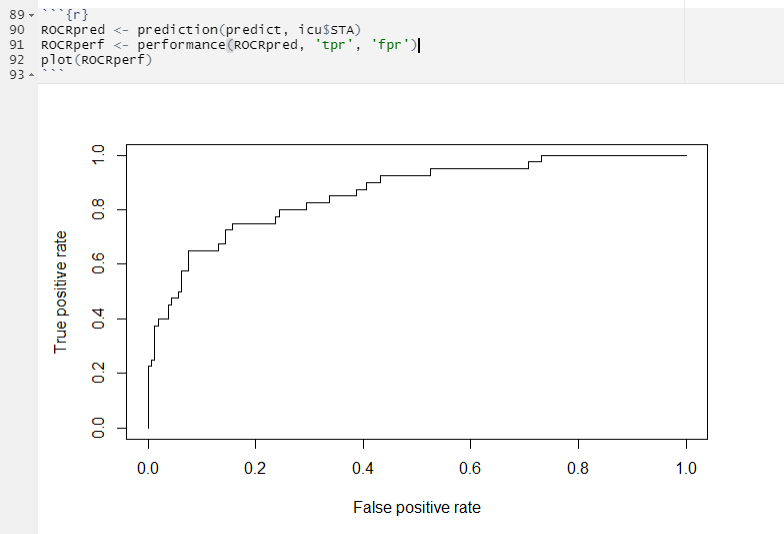 89 ```{r}
90 ROCRpred <- prediction(predict, icu$STA)
91 ROCRperf <- performance(ROCRpred, 'tpr', 'fpr')
92 plot(ROCRperf)
93 ```
True positive rate
1.0
0.8
0.6
0.4
0.2
0.0
0.0 0.2 0.4 0.6 0.8 1.0
False positive rate